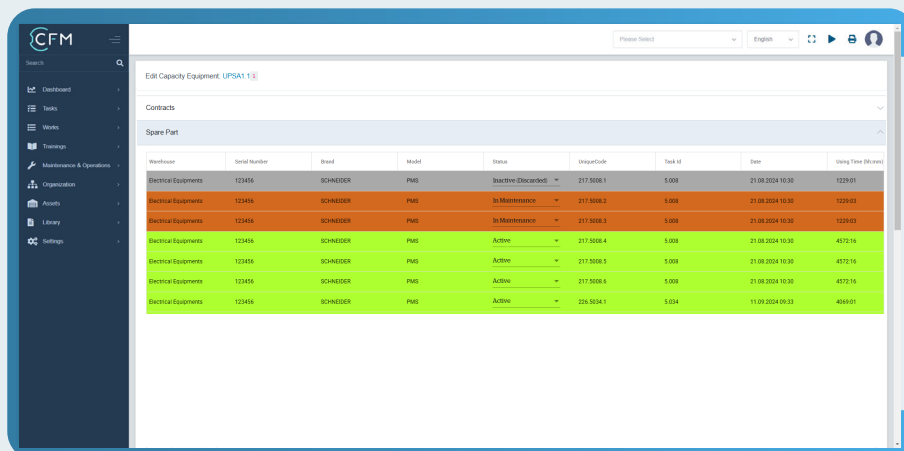 CFM
Please Select
English
Search
Edit Capacity Equipment: UPSA1.1 1
Dashboard
Tasks
Contracts
Works
Spare Part
Trainings
Maintenance & Operations
Organization
Assets
Library
Settings
Warehouse Serial Number Brand Model Status UniqueCode Task Id Date Using Time (hh:mm)
Electrical Equipments 123456 SCHNEIDER PMS Inactive (Discarded) 217.5008.1 5.008 21.08.2024 10:30 1229:01
Electrical Equipments 123456 SCHNEIDER PMS In Maintenance 217.5008.2 5.008 21.08.2024 10:30 1229:03
Electrical Equipments 123456 SCHNEIDER PMS In Maintenance 217.5008.3 5.008 21.08.2024 10:30 1229:03
Electrical Equipments 123456 SCHNEIDER PMS Active 217.5008.4 5.008 21.08.2024 10:30 4572:16
Electrical Equipments 123456 SCHNEIDER PMS Active 217.5008.5 5.008 21.08.2024 10:30 4572:16
Electrical Equipments 123456 SCHNEIDER PMS Active 217.5008.6 5.008 21.08.2024 10:30 4572:16
Electrical Equipments 123456 SCHNEIDER PMS Active 226.5034.1 5.034 11.09.2024 09:33 4069:01